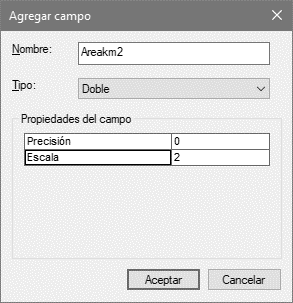 Agregar campo
Nombre: Areakm2
Tipo: Doble
Propiedades del campo
Precisión 0
Escala 2
Aceptar Cancelar